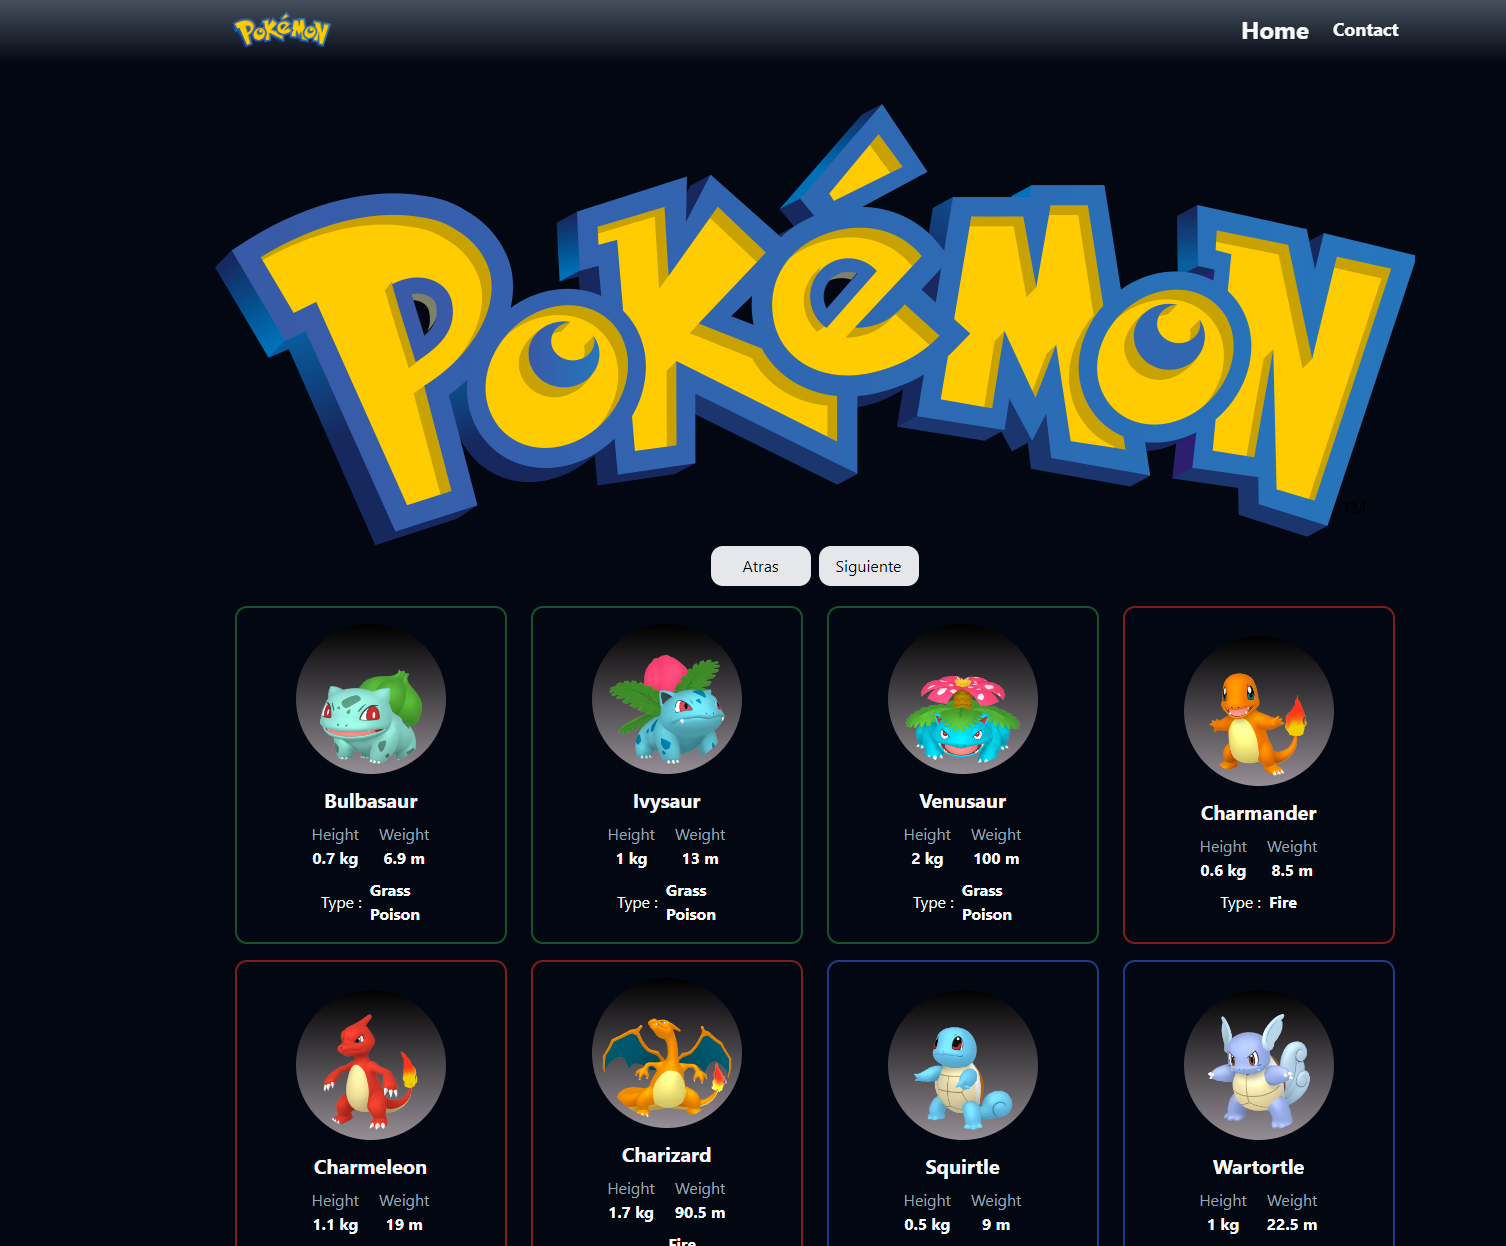 Pokémon
Home Contact
Pokémon
TM
Atras Siguiente
Bulbasaur
Height Weight
0.7 kg 6.9 m
Type : Grass
Poison
Ivysaur
Height Weight
1 kg 13 m
Type : Grass
Poison
Venusaur
Height Weight
2 kg 100 m
Type : Grass
Poison
Charmander
Height Weight
0.6 kg 8.5 m
Type : Fire
Charmeleon
Height Weight
1.1 kg 19 m
Charizard
Height Weight
1.7 kg 90.5 m
Fire
Squirtle
Height Weight
0.5 kg 9 m
Wartortle
Height Weight
1 kg 22.5 m